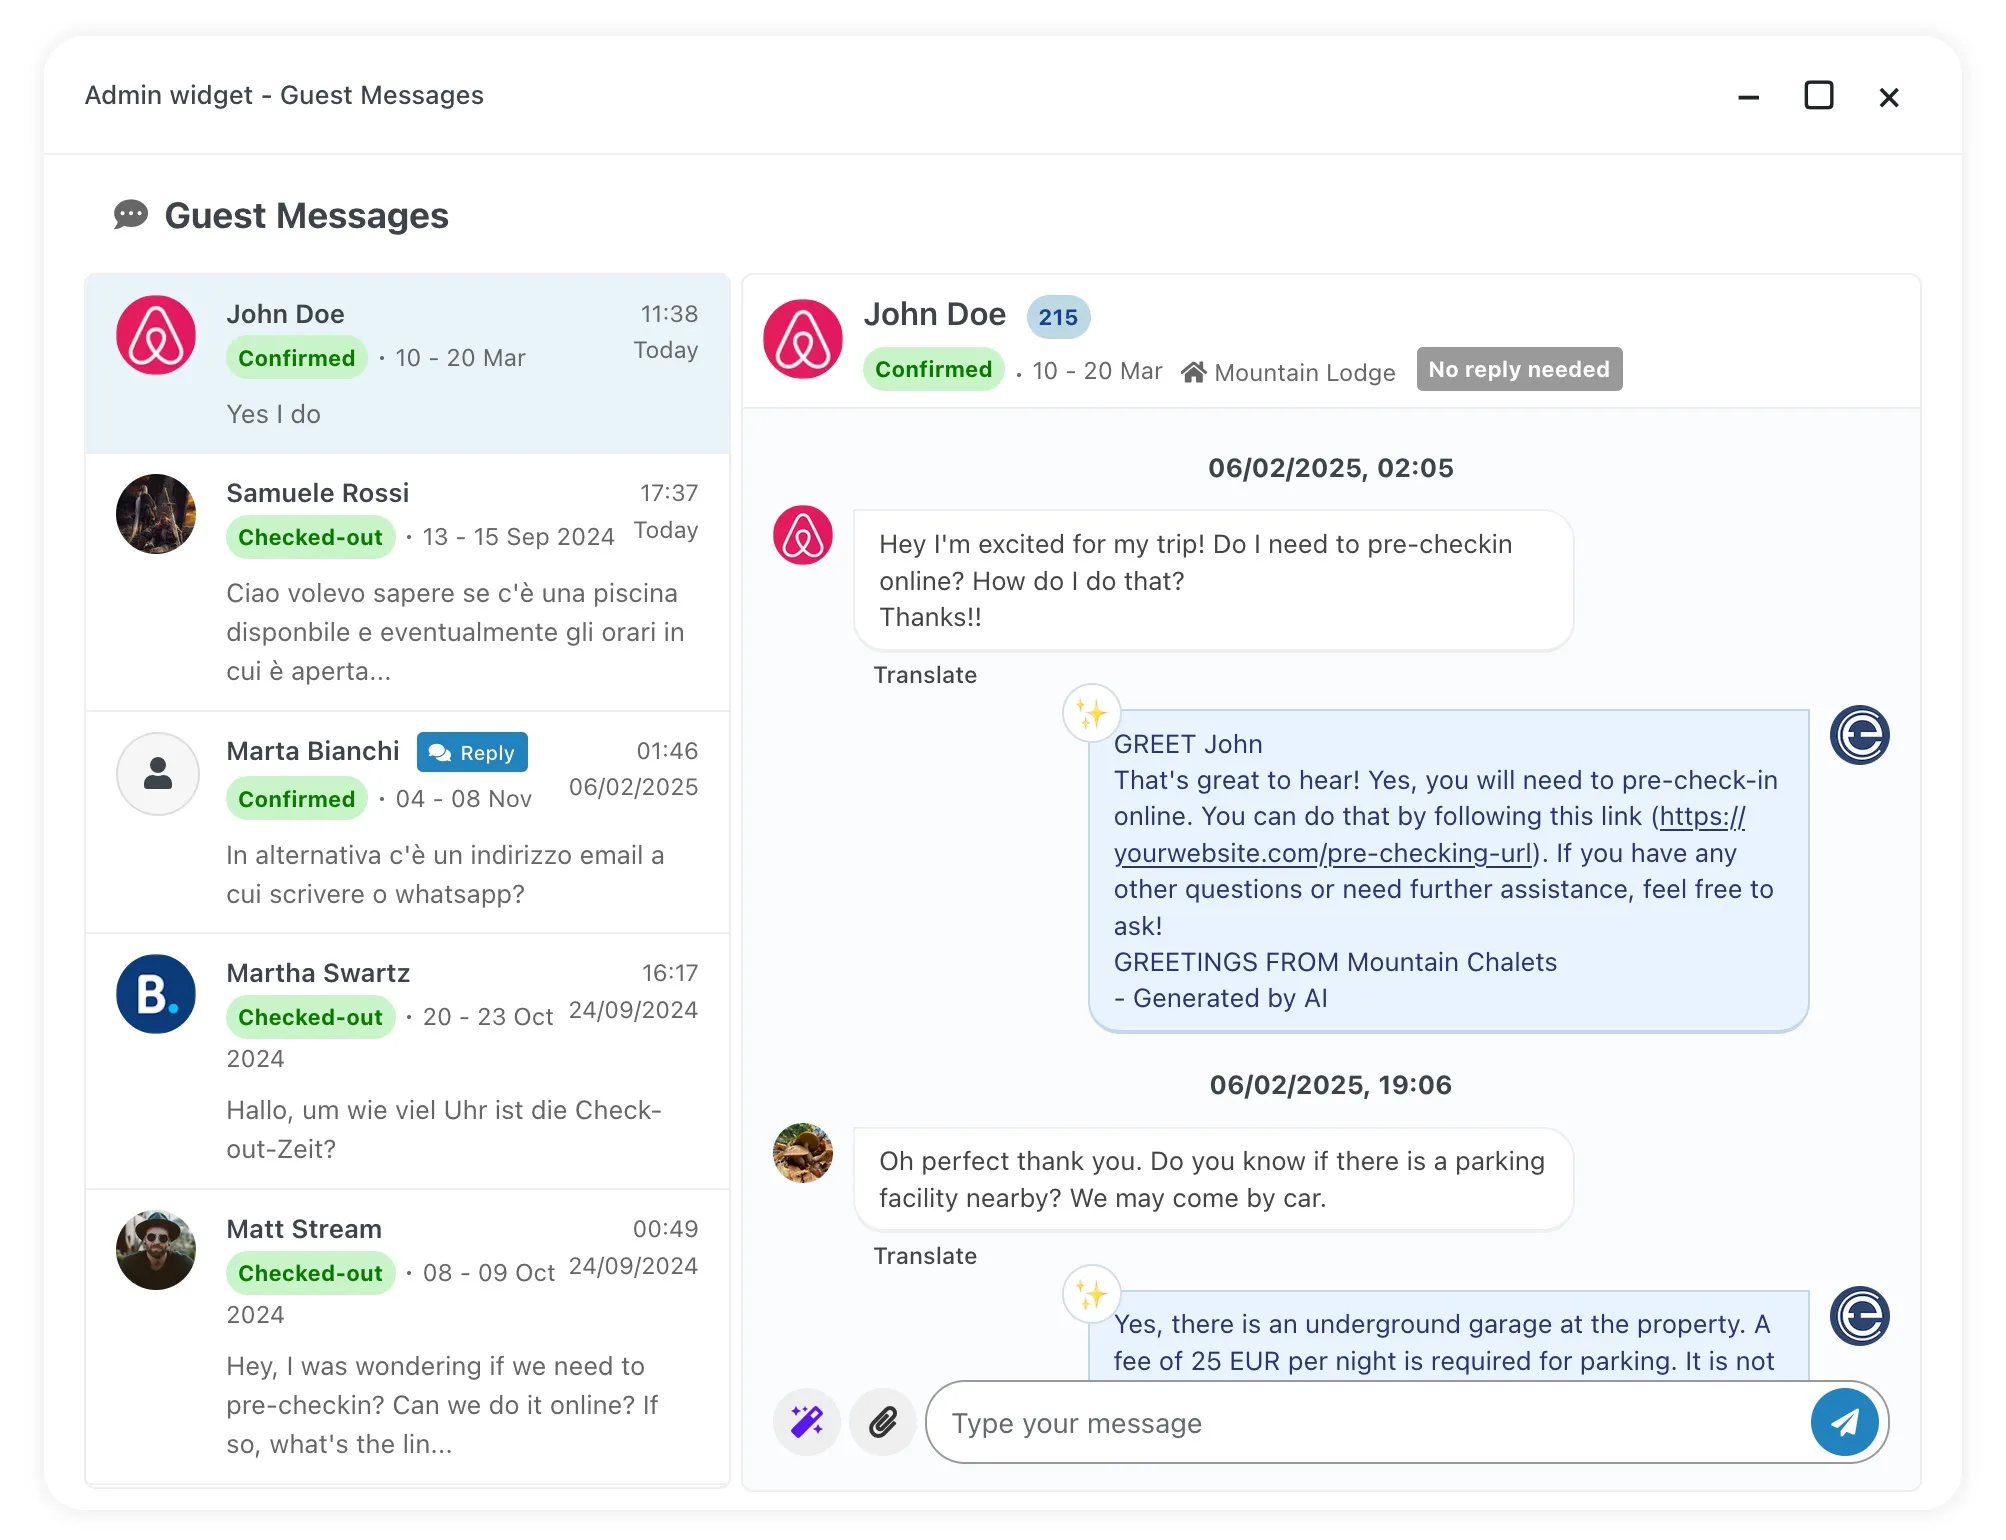 Admin widget - Guest Messages
Guest Messages
John Doe
11:38
Confirmed · 10 - 20 Mar
Today
Yes I do
Samuele Rossi
17:37
Checked-out · 13 - 15 Sep 2024
Today
Ciao volevo sapere se c'è una piscina
disponbile e eventualmente gli orari in
cui è aperta...
Marta Bianchi
Reply
01:46
Confirmed · 04 - 08 Nov
06/02/2025
In alternativa c'è un indirizzo email a
cui scrivere o whatsapp?
B.
Martha Swartz
16:17
Checked-out · 20 - 23 Oct
24/09/2024
2024
Hallo, um wie viel Uhr ist die Check-
out-Zeit?
Matt Stream
00:49
Checked-out · 08 - 09 Oct
24/09/2024
2024
Hey, I was wondering if we need to
pre-checkin? Can we do it online? If
so, what's the lin...
John Doe 215
Confirmed · 10 - 20 Mar Mountain Lodge No reply needed
06/02/2025, 02:05
Hey I'm excited for my trip! Do I need to pre-checkin
online? How do I do that?
Thanks!!
Translate
GREET John
That's great to hear! Yes, you will need to pre-check-in
online. You can do that by following this link (https://
yourwebsite.com/pre-checking-url). If you have any
other questions or need further assistance, feel free to
ask!
GREETINGS FROM Mountain Chalets
- Generated by AI
06/02/2025, 19:06
Oh perfect thank you. Do you know if there is a parking
facility nearby? We may come by car.
Translate
Yes, there is an underground garage at the property. A
fee of 25 EUR per night is required for parking. It is not
Type your message